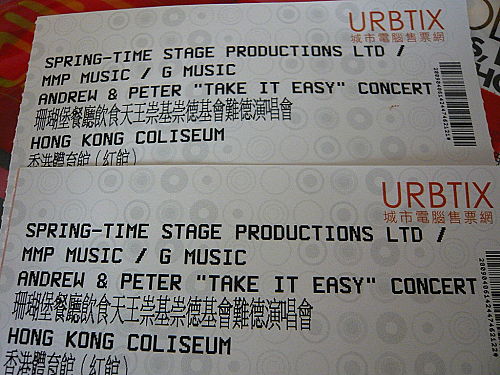 URBTIX
城市電腦售票網
SPRING-TIME STAGE PRODUCTIONS LTD /
MMP MUSIC / G MUSIC
ANDREW & PETER "TAKE IT EASY" CONCERT
珊瑚堡餐廳飲食天王崇基崇德基會難德演唱會
HONG KONG COLISEUM
香港體育館（紅館）
URBTIX
城市電腦售票網
SPRING-TIME STAGE PRODUCTIONS LTD /
MMP MUSIC / G MUSIC
ANDREW & PETER "TAKE IT EASY" CONCERT
珊瑚堡餐廳飲食天王崇基崇德基會難德演唱會
HONG KONG COLISEUM
香港體育館（紅館）